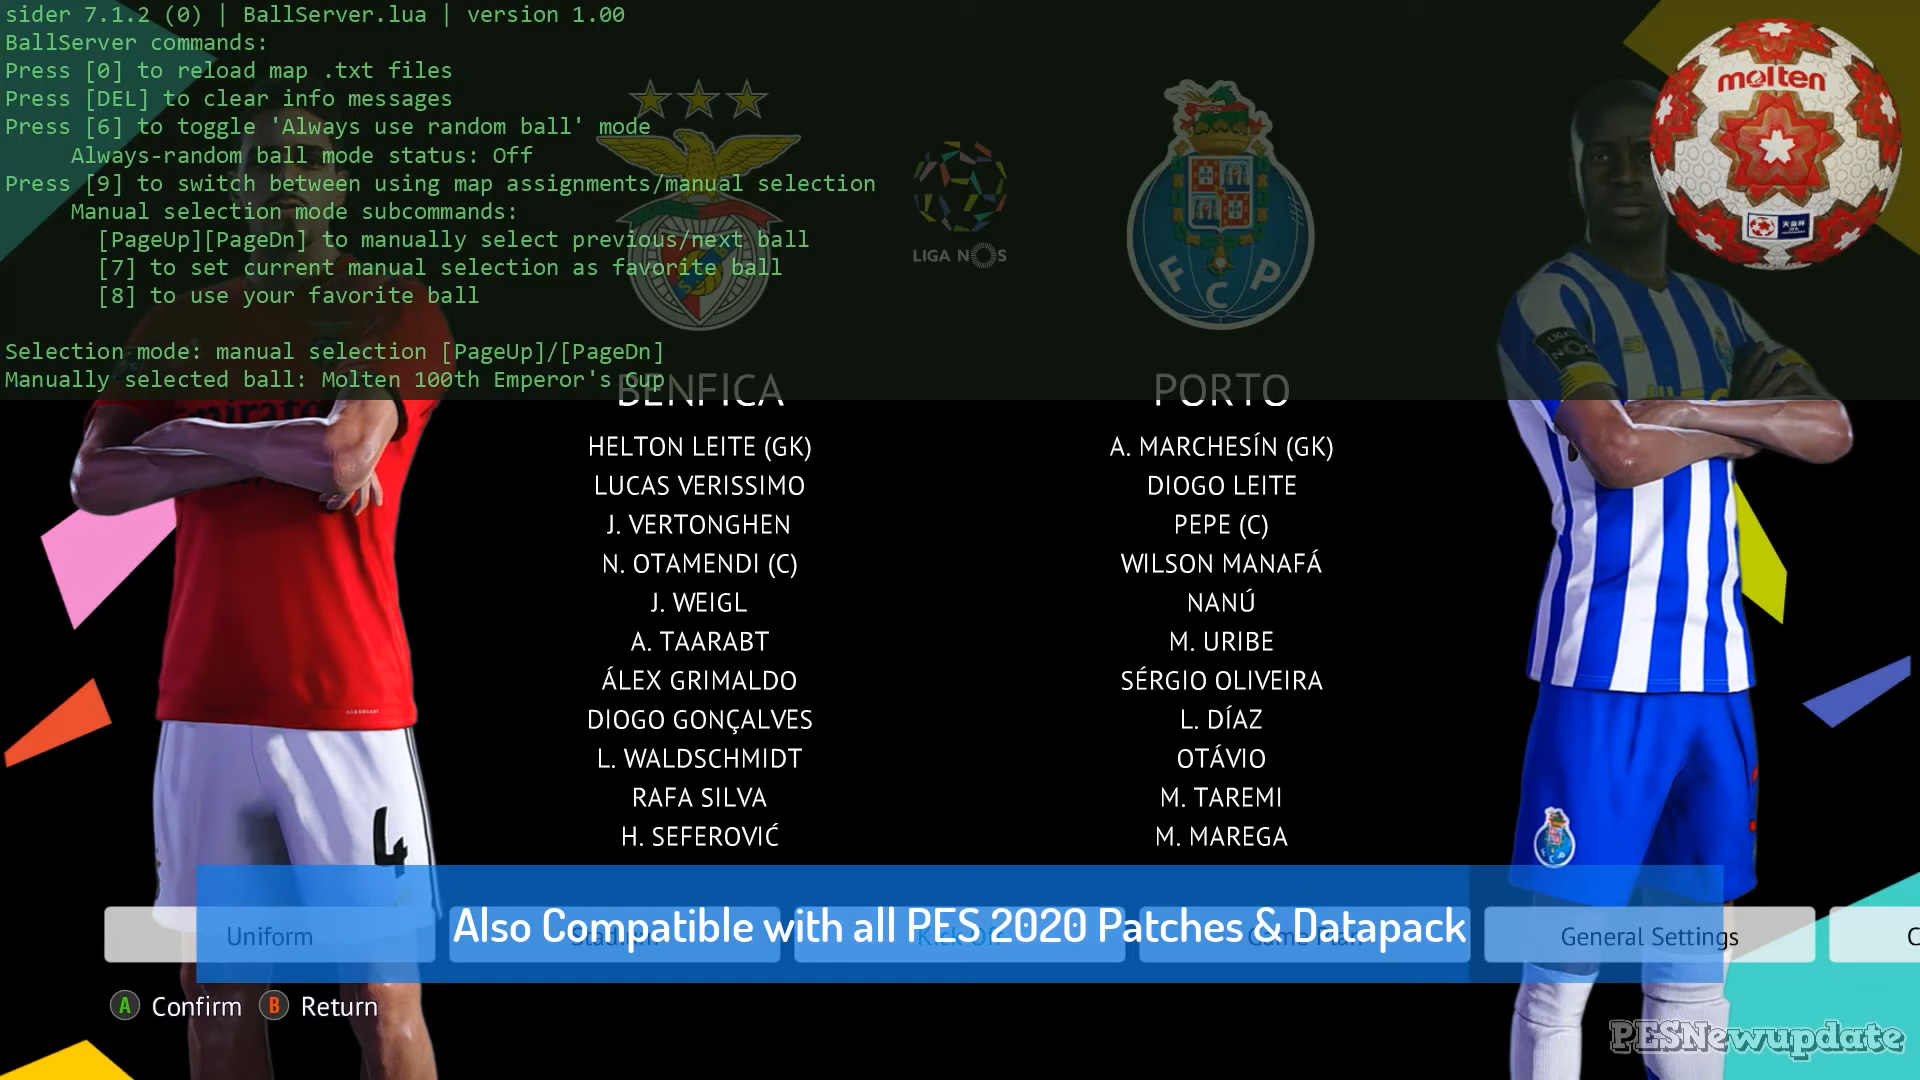 sider 7.1.2 (0) | BallServer.lua | version 1.00
BallServer commands:
Press [0] to reload map .txt files
Press [DEL] to clear info messages
Press [6] to toggle 'Always use random ball' mode
Always-random ball mode status: Off
Press [9] to switch between using map assignments/manual selection
Manual selection mode subcommands:
[PageUp][PageDn] to manually select previous/next ball
[7] to set current manual selection as favorite ball
[8] to use your favorite ball
Selection mode: manual selection [PageUp]/[PageDn]
Manually selected ball: Molten 100th Emperor's Cup
molten
LIGA NOS
FCP
BENFICA
HELTON LEITE (GK)
LUCAS VERISSIMO
J. VERTONGHEN
N. OTAMENDI (C)
J. WEIGL
A. TAARABT
ÁLEX GRIMALDO
DIOGO GONÇALVES
L. WALDSCHMIDT
RAFA SILVA
H. SEFEROVIĆ
PORTO
A. MARCHESÍN (GK)
DIOGO LEITE
PEPE (C)
WILSON MANAFÁ
NANÚ
M. URIBE
SÉRGIO OLIVEIRA
L. DÍAZ
OTÁVIO
M. TAREMI
M. MAREGA
4
Also Compatible with all PES 2020 Patches & Datapack
Uniform
Stadium
Kick Off
Game Plan
General Settings
A Confirm B Return
PESNewupdate